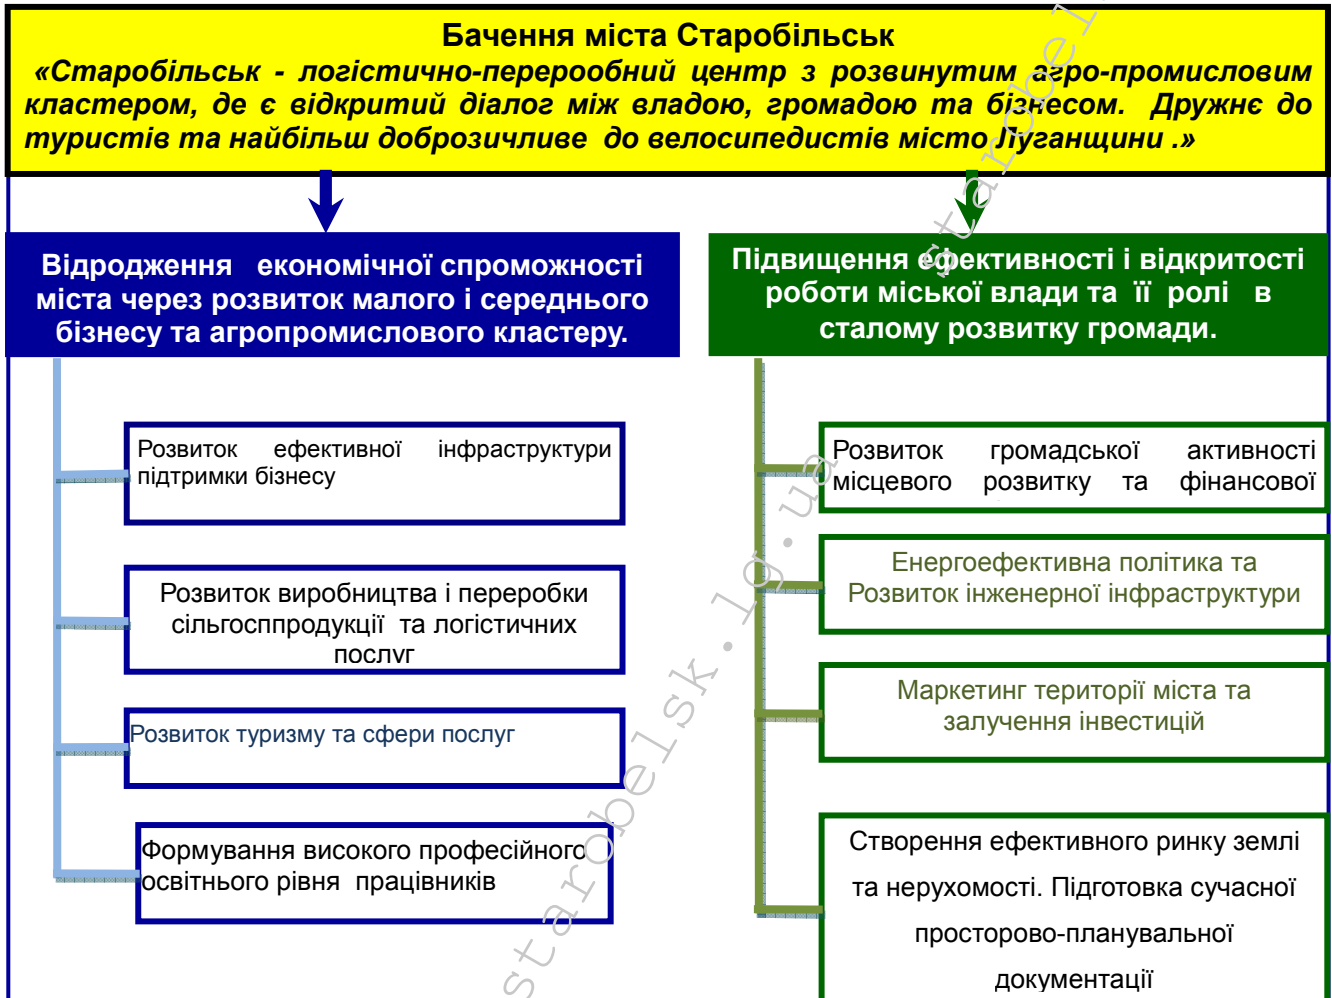 Бачення міста Старобільськ
«Старобільськ - логістично-перерообний центр з розвинутим агро-промисловим
кластером, де є відкритий діалог між владою, громадою та бізнесом. Дружнє до
туристів та найбільш доброзичливе до велосипедистів місто Луганщини .»
Відродження економічної спроможності
міста через розвиток малого і середнього
бізнесу та агропромислового кластеру.
Розвиток ефективної інфраструктури
підтримки бізнесу
Розвиток виробництва і переробки
сільгосппродукції та логістичних
послуг
Розвиток туризму та сфери послуг
Формування високого професійного
освітнього рівня працівників
Підвищення ефективності і відкритості
роботи міської влади та її ролі в
сталому розвитку громади.
Розвиток громадської активності
місцевого розвитку та фінансової
Енергоефективна політика та
Розвиток інженерної інфраструктури
Маркетинг території міста та
залучення інвестицій
Створення ефективного ринку землі
та нерухомості. Підготовка сучасної
просторово-планувальної
документації
starobelsk.lg.ua
starobel